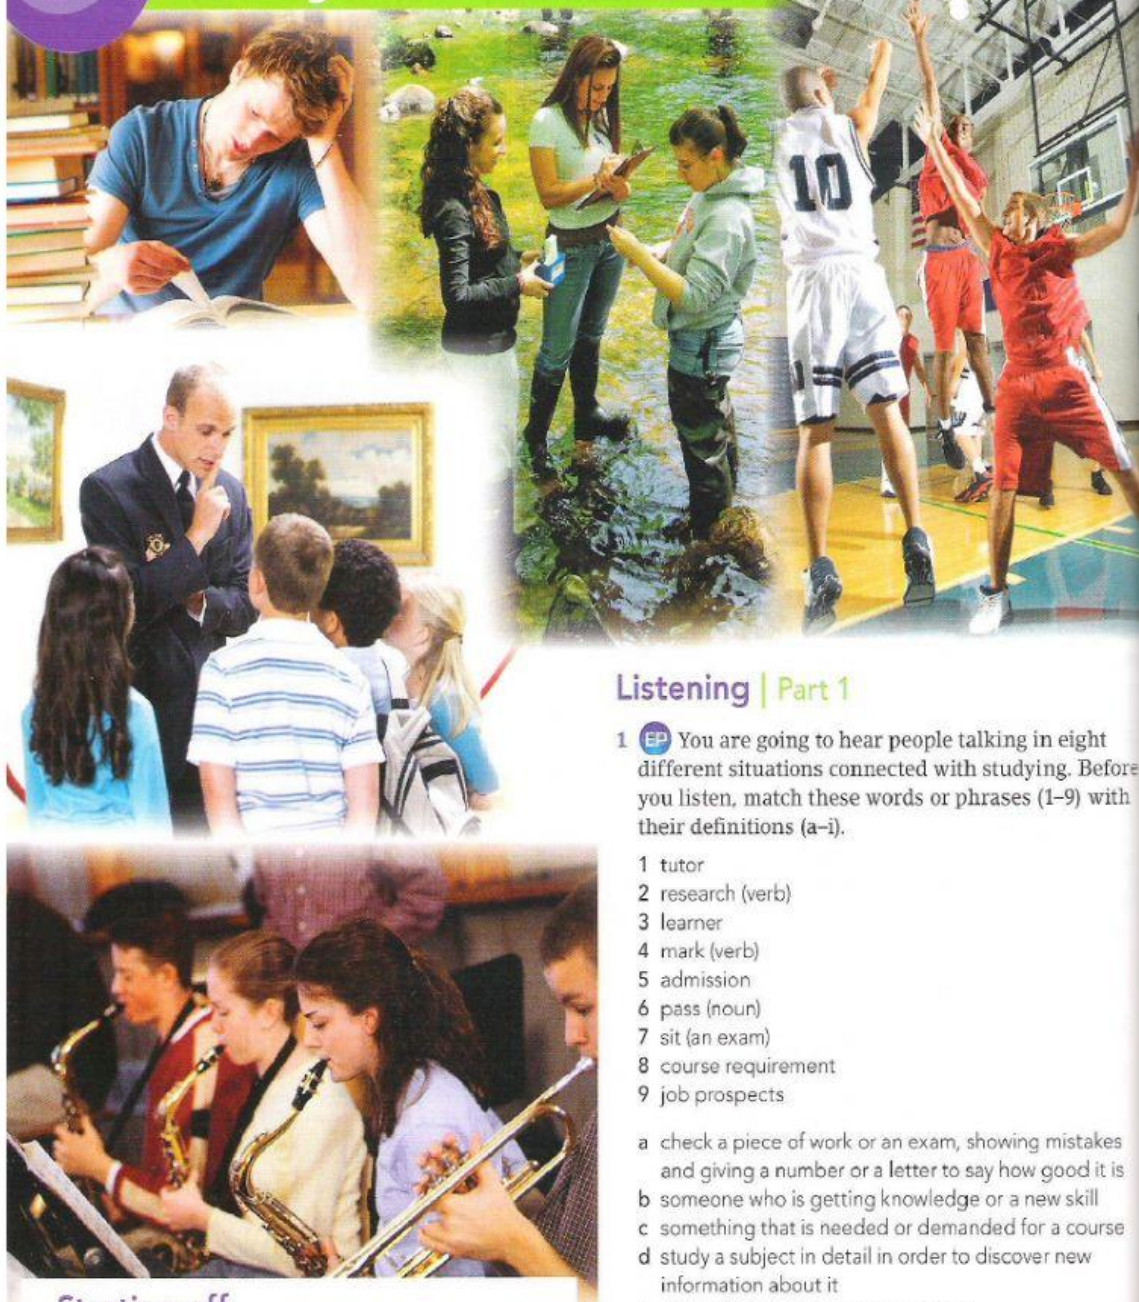 10
Listening | Part 1
1 EP You are going to hear people talking in eight
different situations connected with studying. Before
you listen, match these words or phrases (1–9) with
their definitions (a–i).
1 tutor
2 research (verb)
3 learner
4 mark (verb)
5 admission
6 pass (noun)
7 sit (an exam)
8 course requirement
9 job prospects
a check a piece of work or an exam, showing mistakes
and giving a number or a letter to say how good it is
b someone who is getting knowledge or a new skill
c something that is needed or demanded for a course
d study a subject in detail in order to discover new
information about it
Starting off